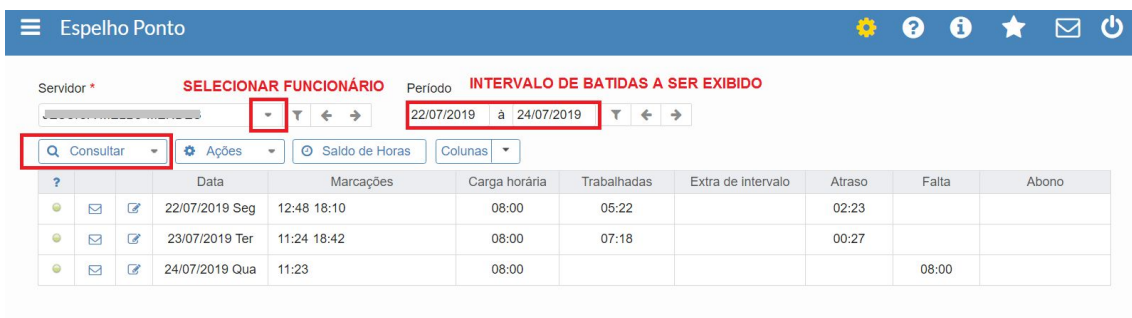 Espelho Ponto
Servidor * SELECIONAR FUNCIONÁRIO Período INTERVALO DE BATIDAS A SER EXIBIDO
22/07/2019 à 24/07/2019
Consultar Ações Saldo de Horas Colunas
? Data Marcações Carga horária Trabalhadas Extra de intervalo Atraso Falta Abono
22/07/2019 Seg 12:48 18:10 08:00 05:22 02:23
23/07/2019 Ter 11:24 18:42 08:00 07:18 00:27
24/07/2019 Qua 11:23 08:00 08:00